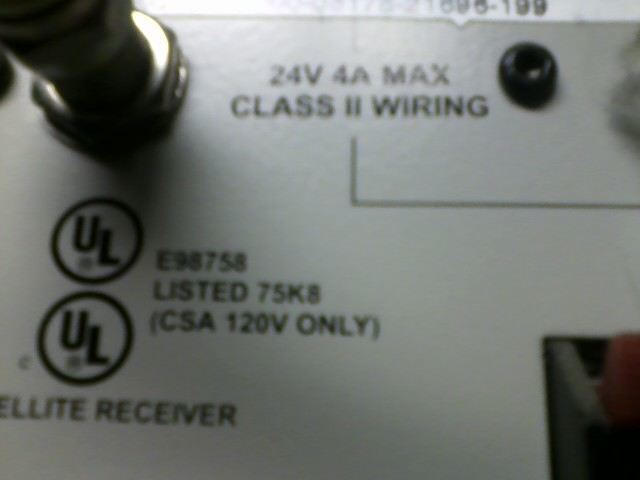 24V 4A MAX
CLASS II WIRING
UL
E98758
LISTED 75K8
(CSA 120V ONLY)
c UL
ELLITE RECEIVER